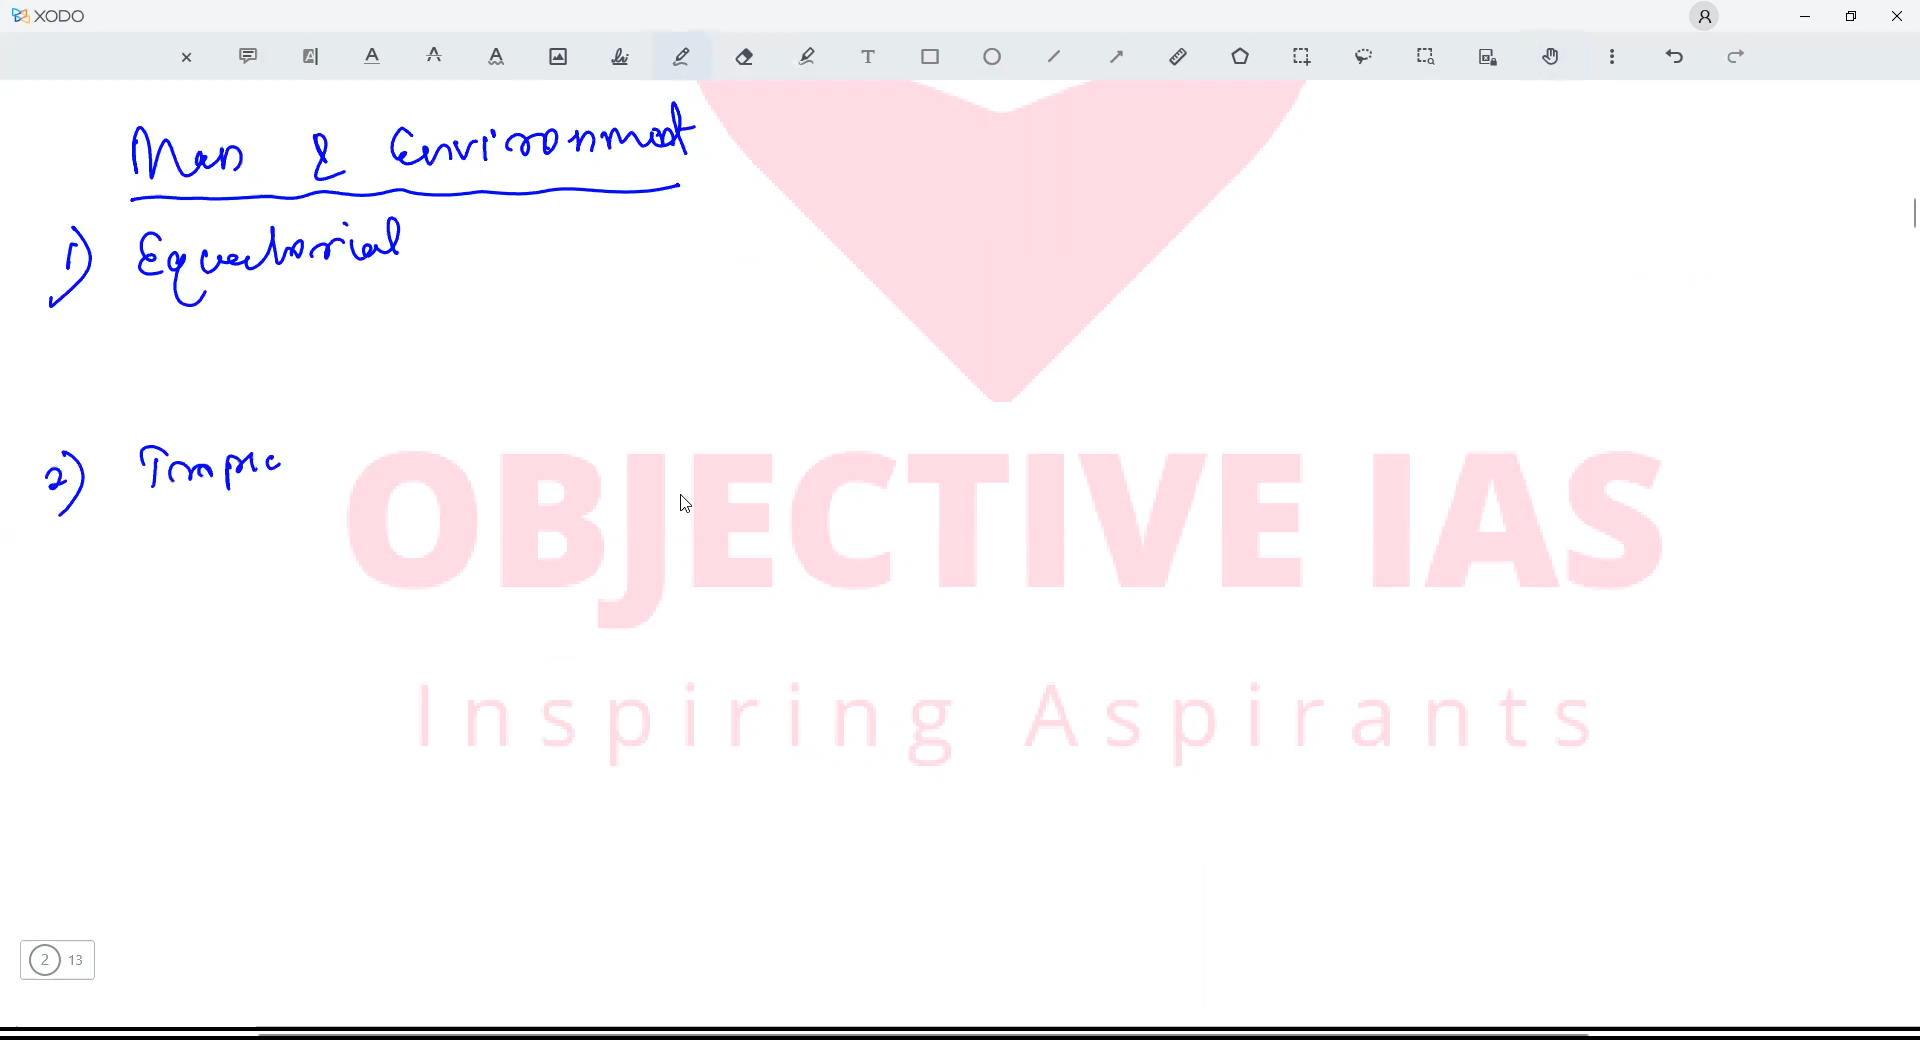 XODO
Man & Environment
1) Equatorial
2) Tropic
OBJECTIVE IAS
Inspiring Aspirants
2 13